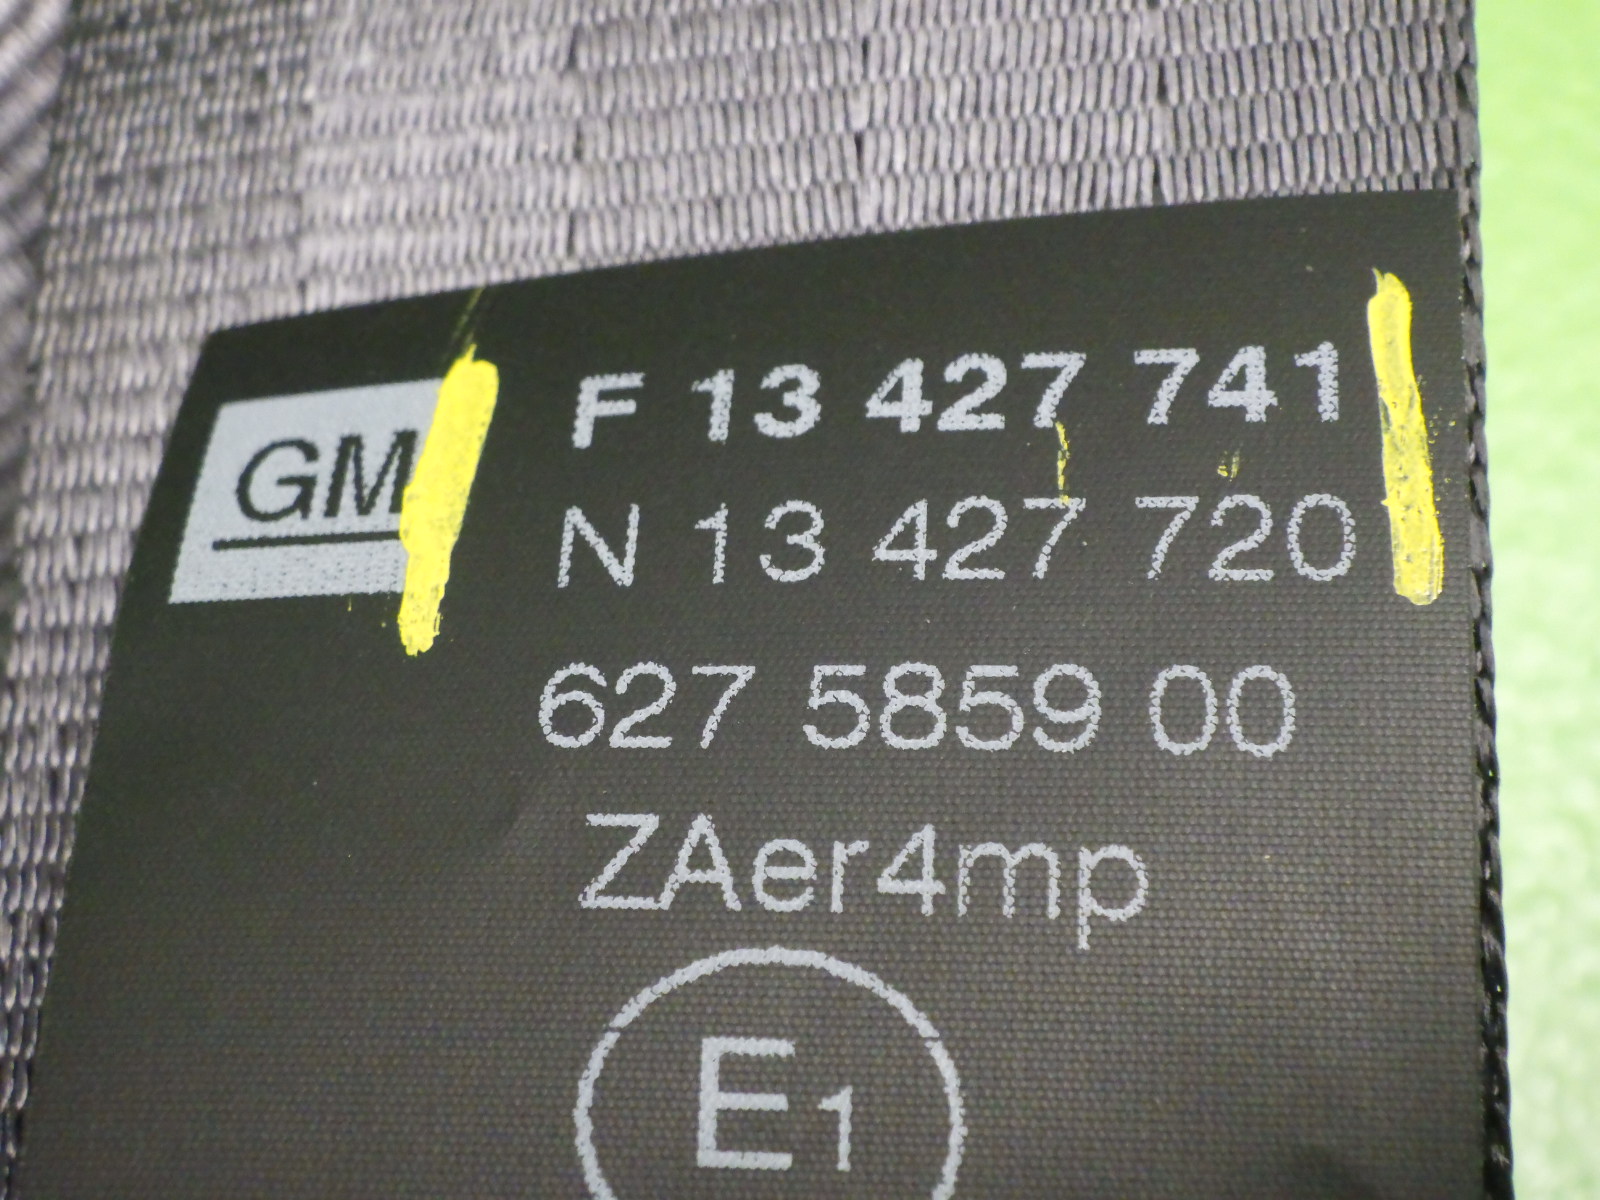 GM
F 13 427 741
N 13 427 720
627 5859 00
ZAer4mp
E1